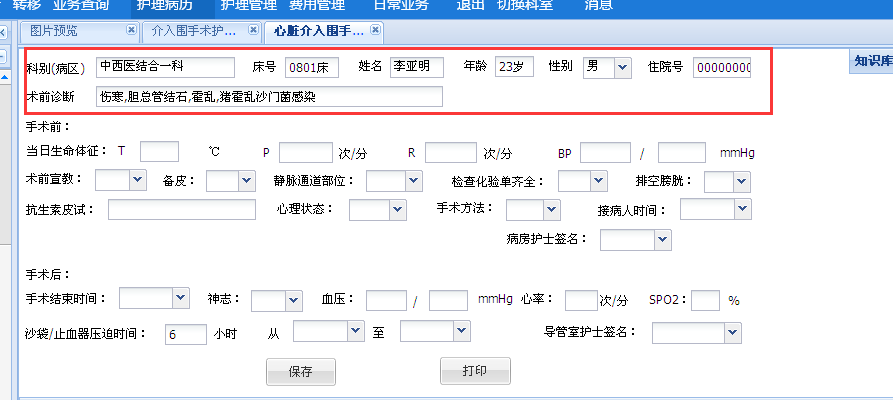 转移 业务查询 护理病历 护理管理 费用管理 日常业务 退出 切换科室 消息
图片预览 介入围手术护... 心脏介入围手...
知识库
科别(病区) 中西医结合一科 床号 0801床 姓名 李亚明 年龄 23岁 性别 男 住院号 00000000
术前诊断 伤寒,胆总管结石,霍乱,猪霍乱沙门菌感染
手术前：
当日生命体征： T ℃ P 次/分 R 次/分 BP / mmHg
术前宣教： 备皮： 静脉通道部位： 检查化验单齐全： 排空膀胱：
抗生素皮试： 心理状态： 手术方法： 接病人时间：
病房护士签名：
手术后：
手术结束时间： 神志： 血压： / mmHg 心率： 次/分 SPO2： %
沙袋/止血器压迫时间： 6 小时 从 至 导管室护士签名：
保存 打印